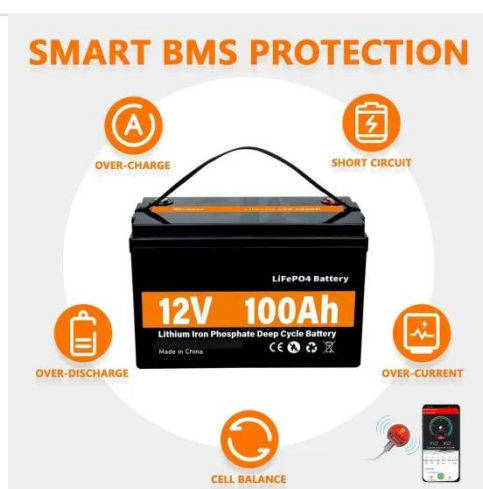 SMART BMS PROTECTION
A
OVER-CHARGE
SHORT CIRCUIT
LiFePO4 Battery
12V 100Ah
Lithium Iron Phosphate Deep Cycle Battery
Made in China
CE
OVER-DISCHARGE
OVER-CURRENT
CELL BALANCE